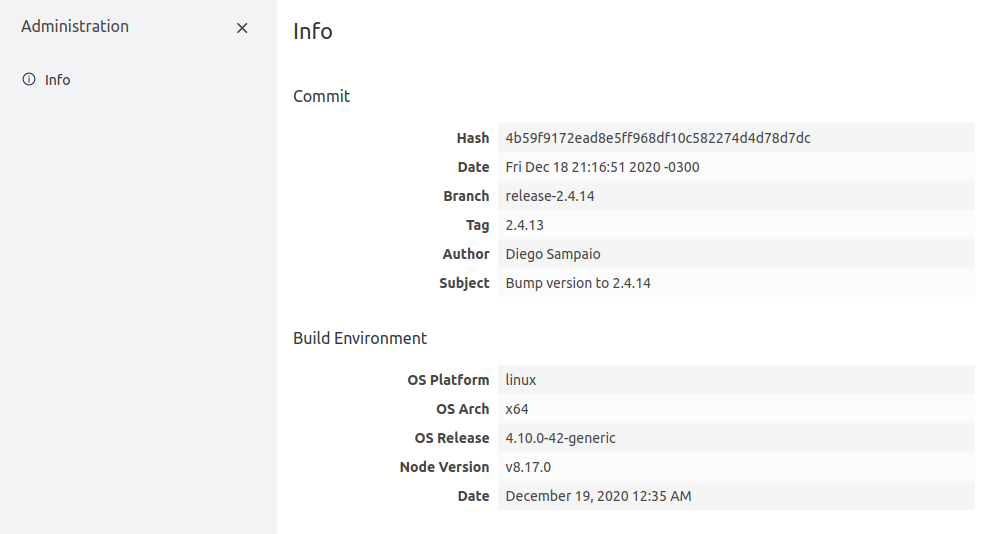 Administration
Info
Info
Commit
Hash 4b59f9172ead8e5ff968df10c582274d4d78d7dc
Date Fri Dec 18 21:16:51 2020 -0300
Branch release-2.4.14
Tag 2.4.13
Author Diego Sampaio
Subject Bump version to 2.4.14
Build Environment
OS Platform linux
OS Arch x64
OS Release 4.10.0-42-generic
Node Version v8.17.0
Date December 19, 2020 12:35 AM